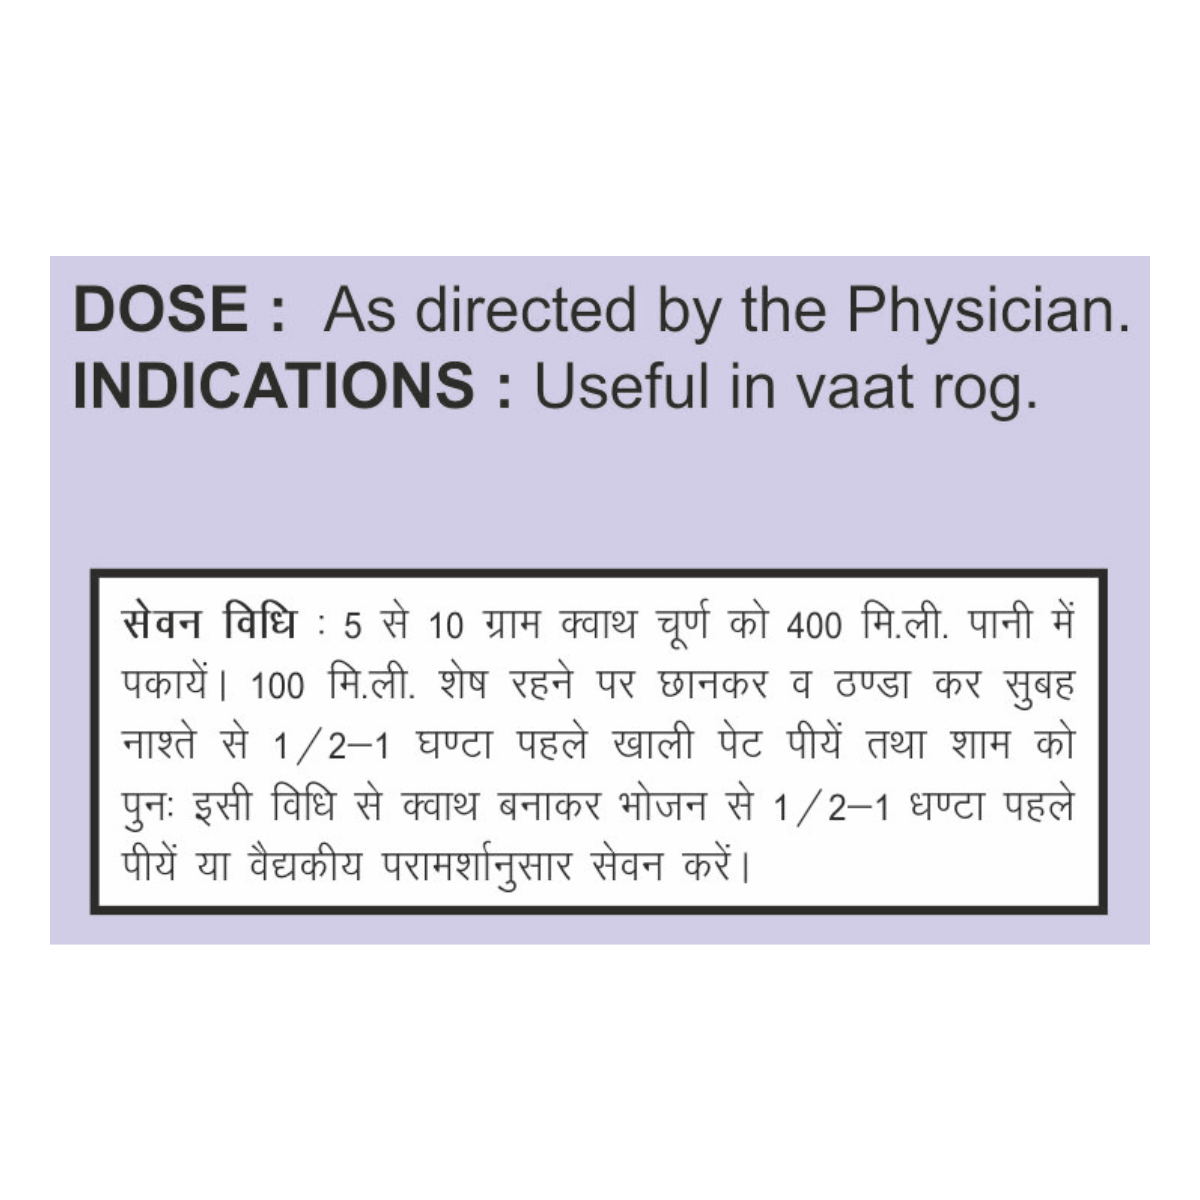 DOSE : As directed by the Physician.
INDICATIONS : Useful in vaat rog.
सेवन विधि : 5 से 10 ग्राम क्वाथ चूर्ण को 400 मि.ली. पानी में
पकायें। 100 मि.ली. शेष रहने पर छानकर व ठण्डा कर सुबह
नाश्ते से 1/2–1 घण्टा पहले खाली पेट पीयें तथा शाम को
पुनः इसी विधि से क्वाथ बनाकर भोजन से 1/2–1 धण्टा पहले
पीयें या वैद्यकीय परामर्शानुसार सेवन करें।